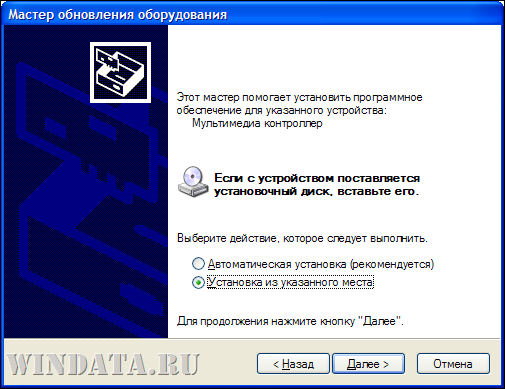 Мастер обновления оборудования
Этот мастер помогает установить программное
обеспечение для указанного устройства:
Мультимедиа контроллер
Если с устройством поставляется
установочный диск, вставьте его.
Выберите действие, которое следует выполнить.
Автоматическая установка (рекомендуется)
Установка из указанного места
Для продолжения нажмите кнопку "Далее".
WINDATA.RU
< Назад
Далее >
Отмена